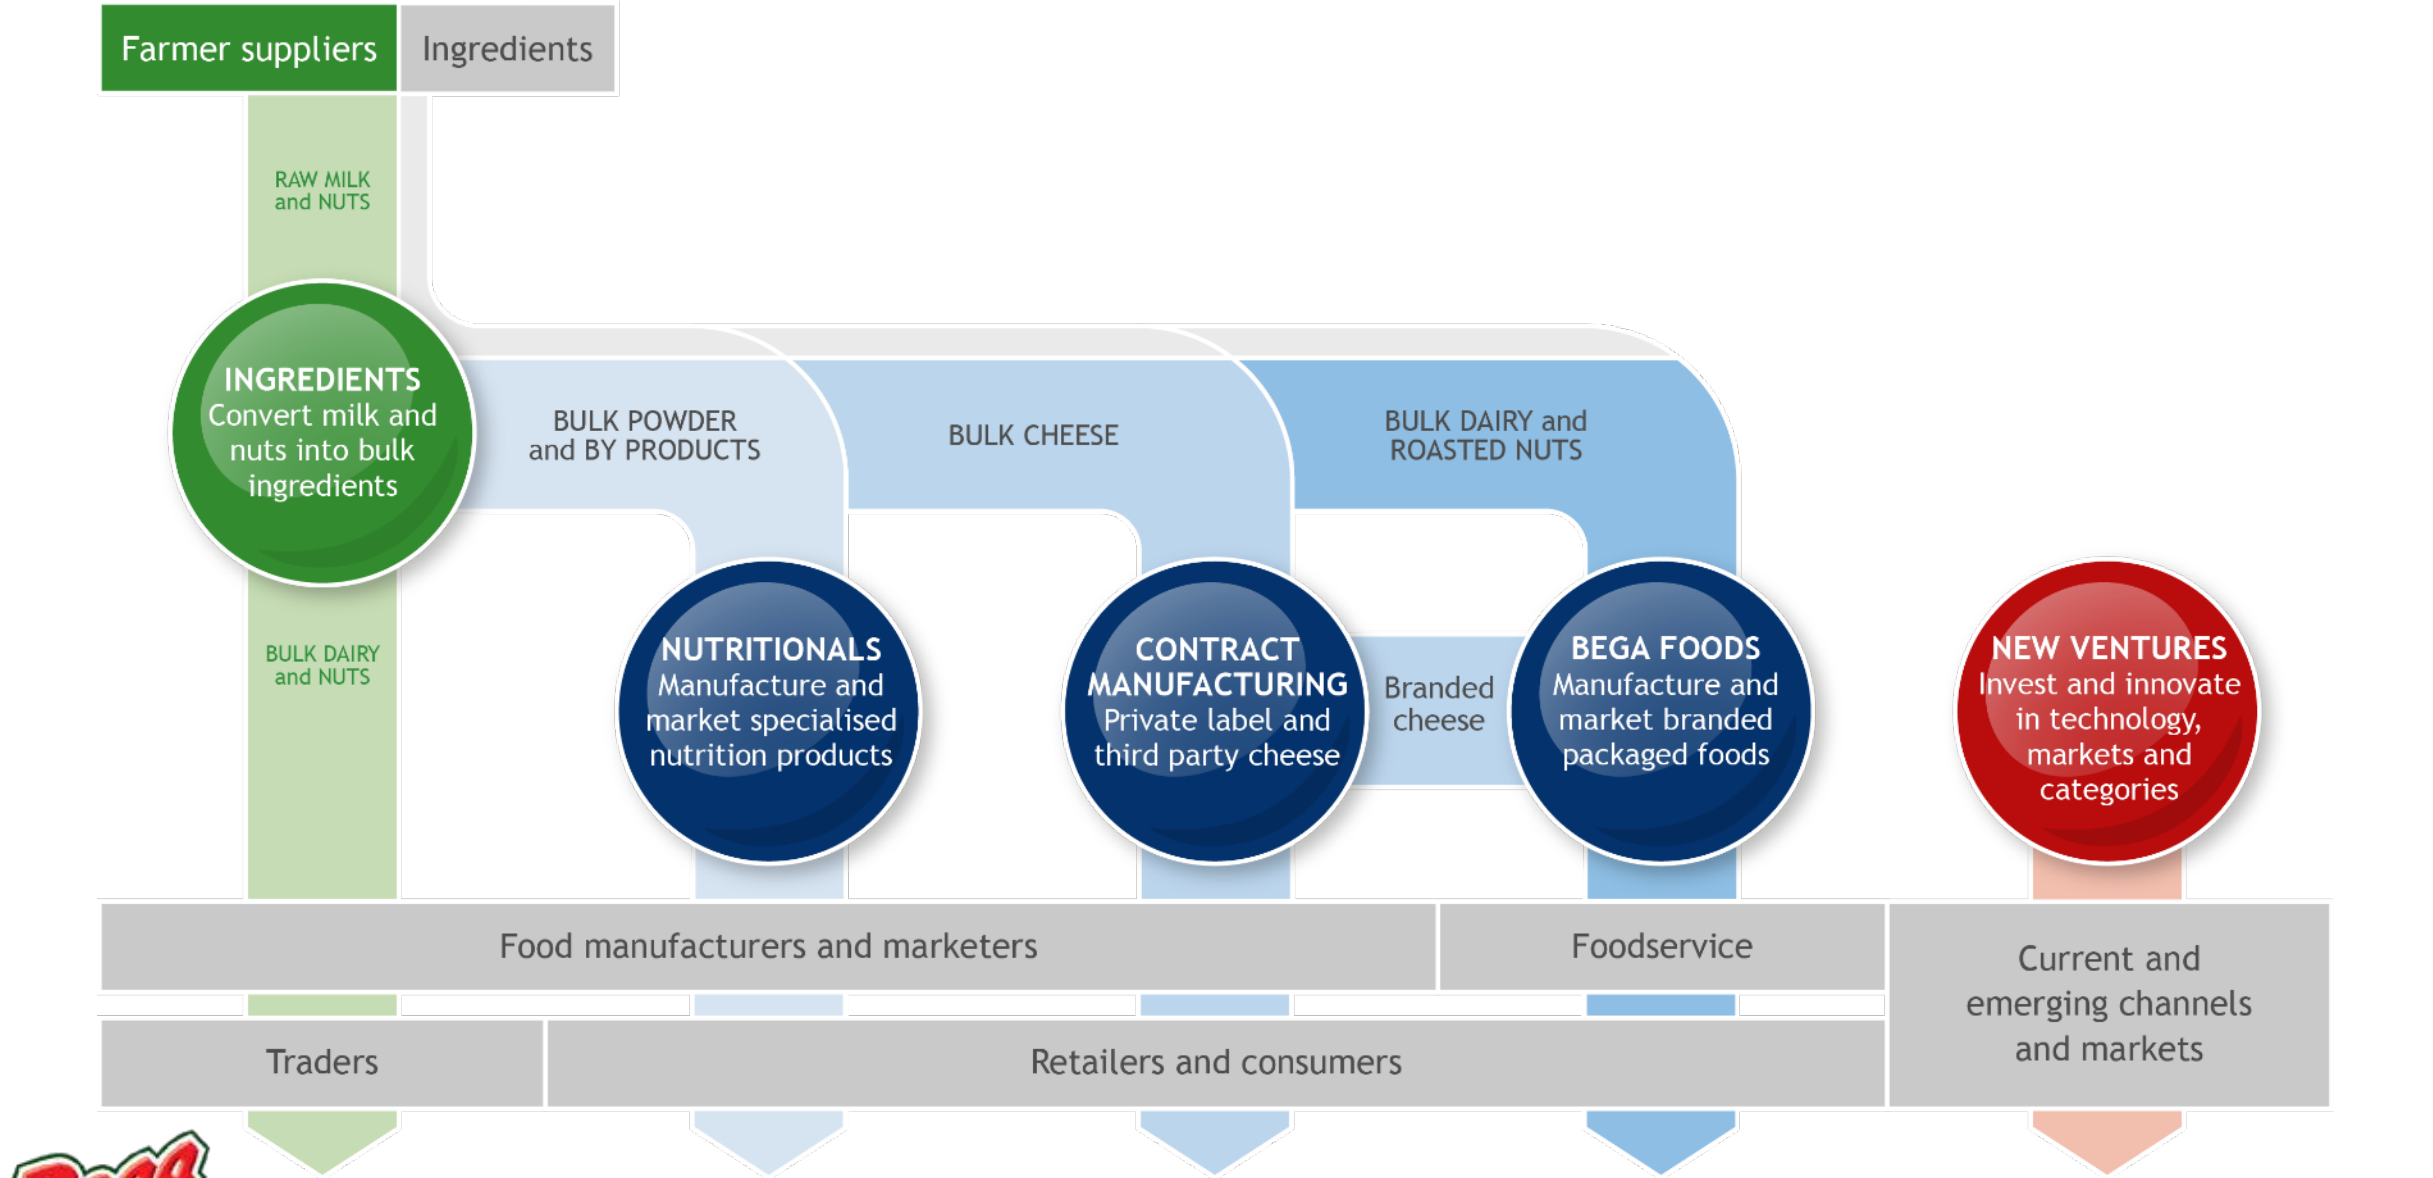 Farmer suppliers
Ingredients
RAW MILK
and NUTS
INGREDIENTS
Convert milk and
nuts into bulk
ingredients
BULK POWDER
and BY PRODUCTS
BULK CHEESE
BULK DAIRY and
ROASTED NUTS
BULK DAIRY
and NUTS
NUTRITIONALS
Manufacture and
market specialised
nutrition products
CONTRACT
MANUFACTURING
Private label and
third party cheese
Branded
cheese
BEGA FOODS
Manufacture and
market branded
packaged foods
NEW VENTURES
Invest and innovate
in technology,
markets and
categories
Food manufacturers and marketers
Foodservice
Current and
emerging channels
and markets
Traders
Retailers and consumers